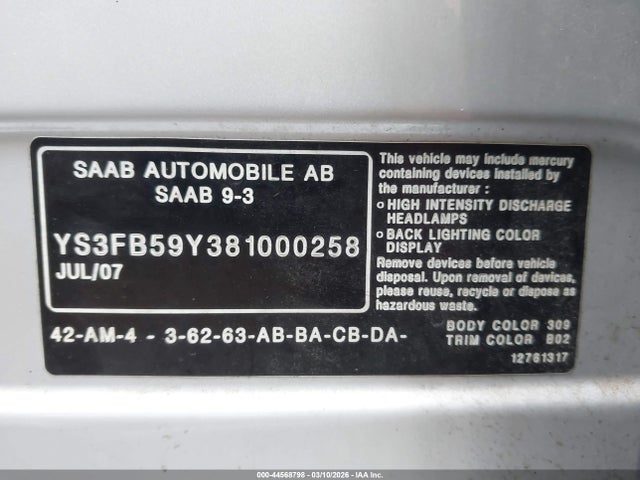 SAAB AUTOMOBILE AB
SAAB 9-3
YS3FB59Y381000258
JUL/07
This vehicle may include mercury
containing devices installed by
the manufacturer :
o HIGH INTENSITY DISCHARGE
HEADLAMPS
o BACK LIGHTING COLOR
DISPLAY
Remove devices before vehicle
disposal. Upon removal of devices,
please reuse, recycle or dispose as
hazardous waste.
42-AM-4 - 3-62-63-AB-BA-CB-DA-
BODY COLOR 309
TRIM COLOR B02
12761317
000-44568798 - 03/10/2026 - IAA Inc.